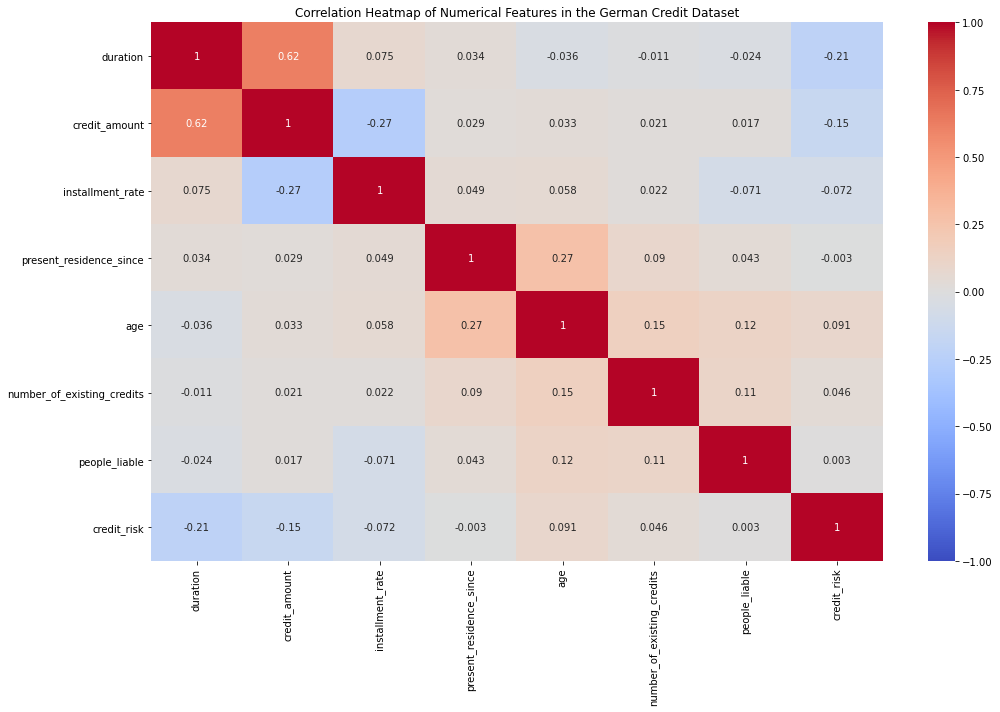 Correlation Heatmap of Numerical Features in the German Credit Dataset
duration 1 0.62 0.075 0.034 -0.036 -0.011 -0.024 -0.21
credit_amount 0.62 1 -0.27 0.029 0.033 0.021 0.017 -0.15
installment_rate 0.075 -0.27 1 0.049 0.058 0.022 -0.071 -0.072
present_residence_since 0.034 0.029 0.049 1 0.27 0.09 0.043 -0.003
age -0.036 0.033 0.058 0.27 1 0.15 0.12 0.091
number_of_existing_credits -0.011 0.021 0.022 0.09 0.15 1 0.11 0.046
people_liable -0.024 0.017 -0.071 0.043 0.12 0.11 1 0.003
credit_risk -0.21 -0.15 -0.072 -0.003 0.091 0.046 0.003 1
duration
credit_amount
installment_rate
present_residence_since
age
number_of_existing_credits
people_liable
credit_risk
1.00
0.75
0.50
0.25
0.00
−0.25
−0.50
−0.75
−1.00